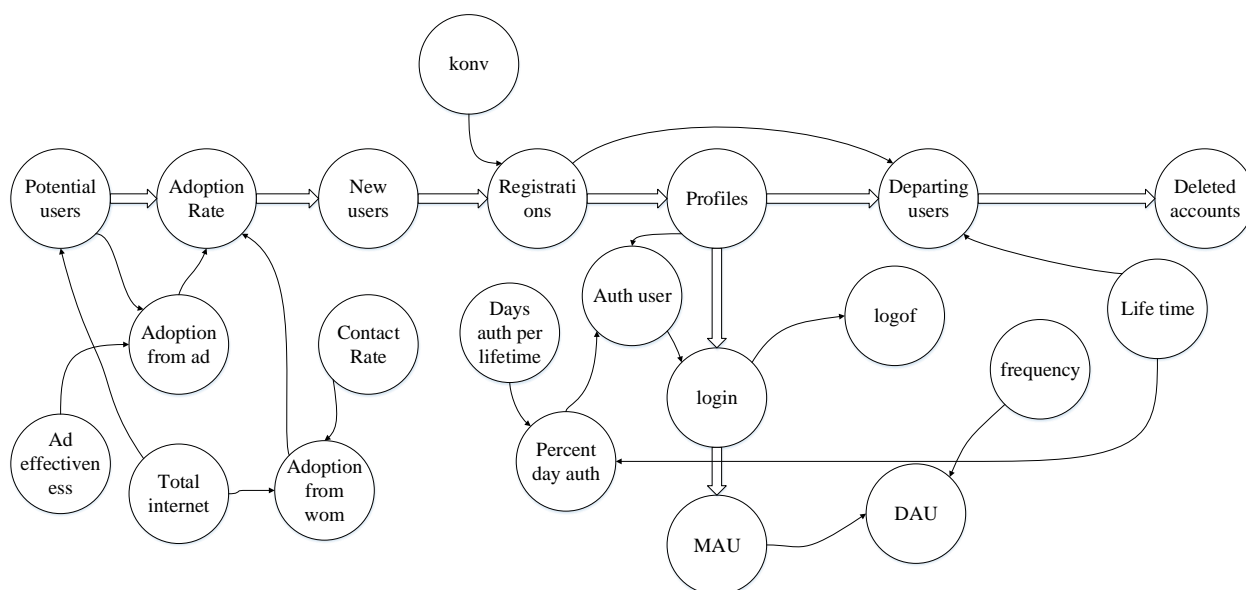 konv
Potential
users
Adoption
Rate
New
users
Registrati
ons
Profiles
Departing
users
Deleted
accounts
Auth user
Days
auth per
lifetime
logof
Life time
Adoption
from ad
Contact
Rate
frequency
login
Ad
effectiven
ess
Total
internet
Adoption
from
wom
Percent
day auth
DAU
MAU